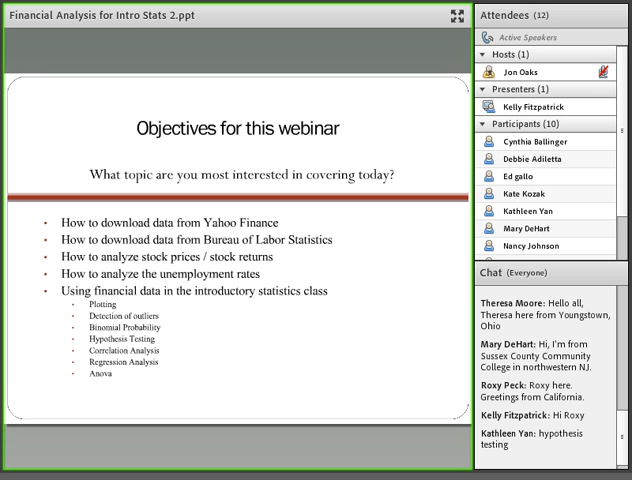 Financial Analysis for Intro Stats 2.ppt
Objectives for this webinar
What topic are you most interested in covering today?
• How to download data from Yahoo Finance
• How to download data from Bureau of Labor Statistics
• How to analyze stock prices / stock returns
• How to analyze the unemployment rates
• Using financial data in the introductory statistics class
• Plotting
• Detection of outliers
• Binomial Probability
• Hypothesis Testing
• Correlation Analysis
• Regression Analysis
• Anova
Attendees (12)
Active Speakers
Hosts (1)
Jon Oaks
Presenters (1)
Kelly Fitzpatrick
Participants (10)
Cynthia Ballinger
Debbie Adiletta
Ed gallo
Kate Kozak
Kathleen Yan
Mary DeHart
Nancy Johnson
Chat (Everyone)
Theresa Moore: Hello all,
Theresa here from Youngstown,
Ohio
Mary DeHart: Hi, I'm from
Sussex County Community
College in northwestern NJ.
Roxy Peck: Roxy here.
Greetings from California.
Kelly Fitzpatrick: Hi Roxy
Kathleen Yan: hypothesis
testing